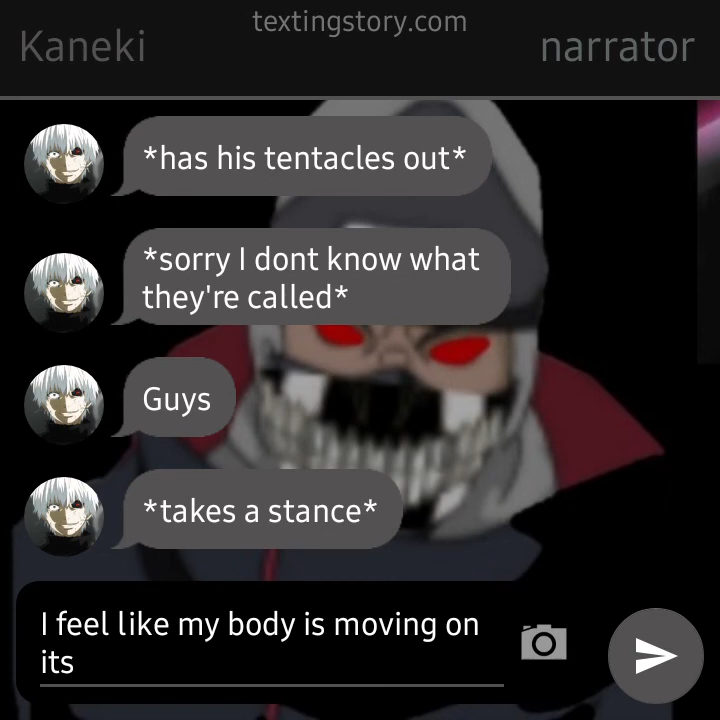 textingstory.com
Kaneki
narrator
*has his tentacles out*
*sorry I dont know what
they're called*
Guys
*takes a stance*
I feel like my body is moving on
its